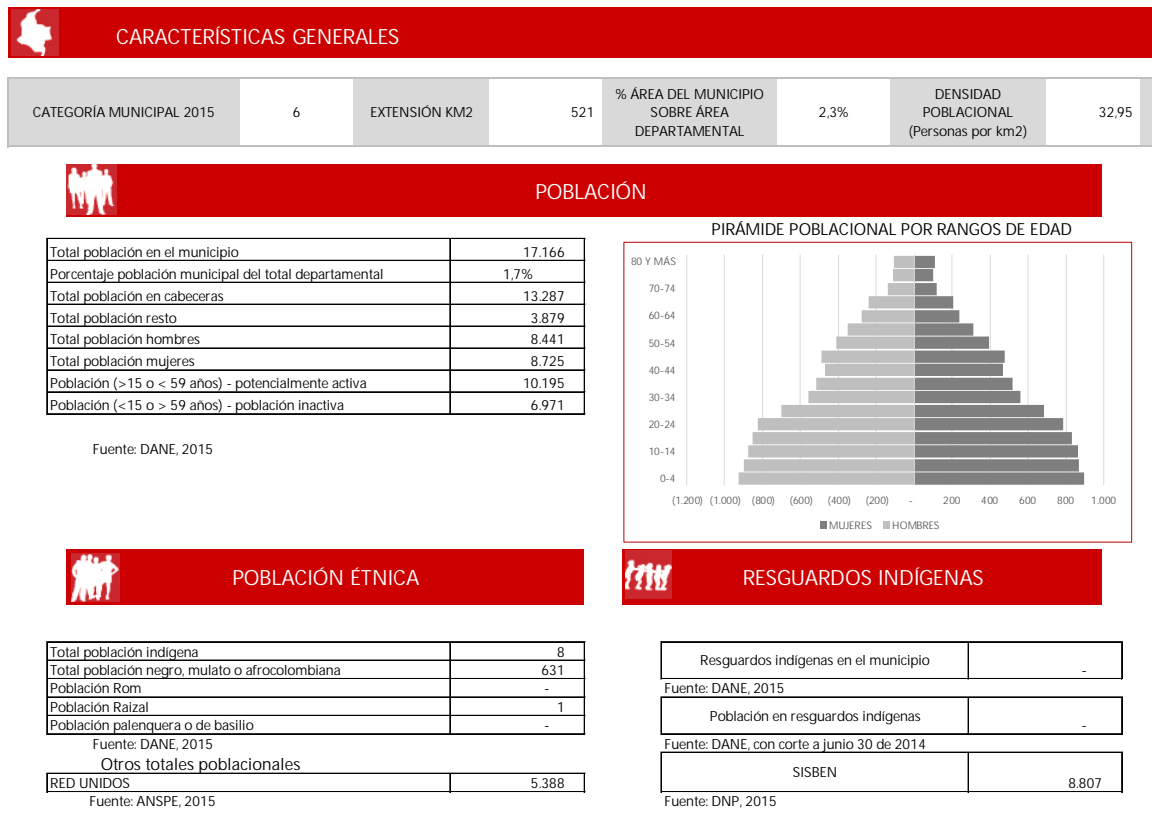 CARACTERÍSTICAS GENERALES
CATEGORÍA MUNICIPAL 2015 6 EXTENSIÓN KM2 521 % ÁREA DEL MUNICIPIO SOBRE ÁREA DEPARTAMENTAL 2,3% DENSIDAD POBLACIONAL (Personas por km2) 32,95
POBLACIÓN
Total población en el municipio 17.166
Porcentaje población municipal del total departamental 1,7%
Total población en cabeceras 13.287
Total población resto 3.879
Total población hombres 8.441
Total población mujeres 8.725
Población (>15 o < 59 años) - potencialmente activa 10.195
Población (<15 o > 59 años) - población inactiva 6.971
Fuente: DANE, 2015
PIRÁMIDE POBLACIONAL POR RANGOS DE EDAD
80 Y MÁS
70-74
60-64
50-54
40-44
30-34
20-24
10-14
0-4
(1.200) (1.000) (800) (600) (400) (200) - 200 400 600 800 1.000
MUJERES HOMBRES
POBLACIÓN ÉTNICA
Total población indígena 8
Total población negro, mulato o afrocolombiana 631
Población Rom -
Población Raizal 1
Población palenquera o de basilio -
Fuente: DANE, 2015
Otros totales poblacionales
RED UNIDOS 5.388
Fuente: ANSPE, 2015
RESGUARDOS INDÍGENAS
Resguardos indígenas en el municipio -
Fuente: DANE, 2015
Población en resguardos indígenas -
Fuente: DANE, con corte a junio 30 de 2014
SISBEN 8.807
Fuente: DNP, 2015